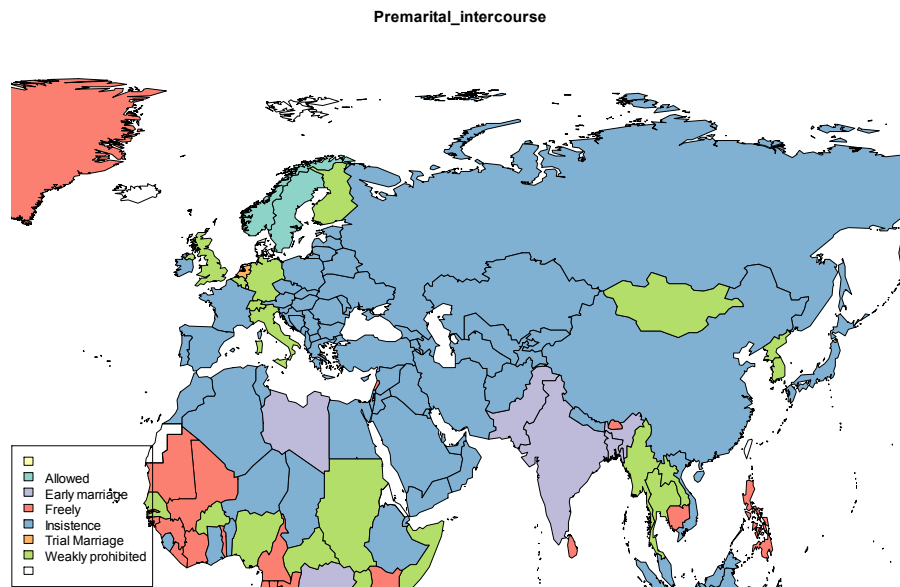 Premarital_intercourse
Allowed
Early marriage
Freely
Insistence
Trial Marriage
Weakly prohibited